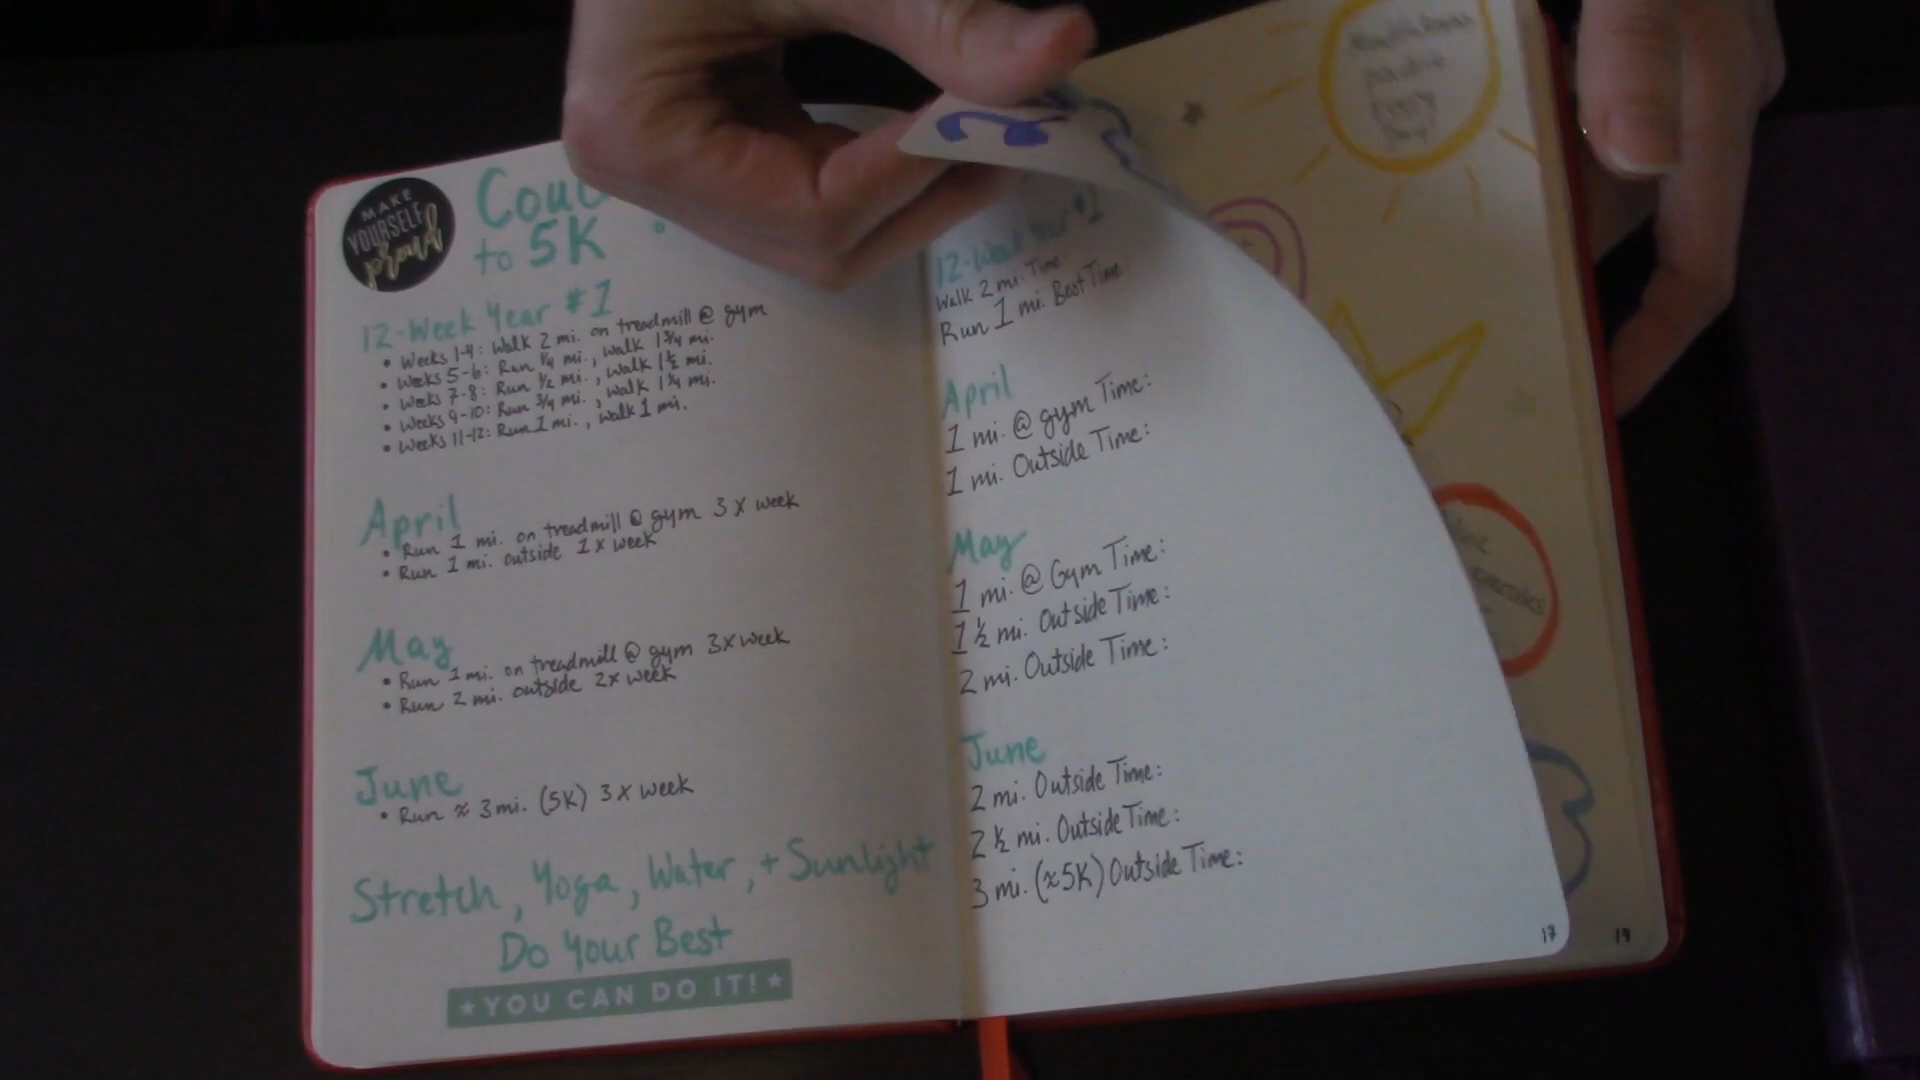 MAKE
YOURSELF
proud
to 5K
12-Week Year #1
• Weeks 1-4: Walk 2 mi. on treadmill @ gym
• Weeks 5-6: Run 1/4 mi., Walk 1 3/4 mi.
• Weeks 7-8: Run 1/2 mi., Walk 1 1/2 mi.
• Weeks 9-10: Run 3/4 mi., Walk 1 1/4 mi.
• Weeks 11-12: Run 1 mi., Walk 1 mi.
April
• Run 1 mi. on treadmill @ gym 3 x week
• Run 1 mi. outside 1 x week
May
• Run 1 mi. on treadmill @ gym 3x week
• Run 2 mi. outside 2x week
June
• Run ≈ 3 mi. (5K) 3 x week
Stretch, Yoga, Water, + Sunlight
Do Your Best
★YOU CAN DO IT!★
12-Week Year #1
Walk 2 mi. Time:
Run 1 mi. Best Time:
April
1 mi. @ gym Time:
1 mi. Outside Time:
May
1 mi. @ Gym Time:
1 1/2 mi. Outside Time:
2 mi. Outside Time:
June
2 mi. Outside Time:
2 1/2 mi. Outside Time:
3 mi. (≈5K) Outside Time:
17
positive
19